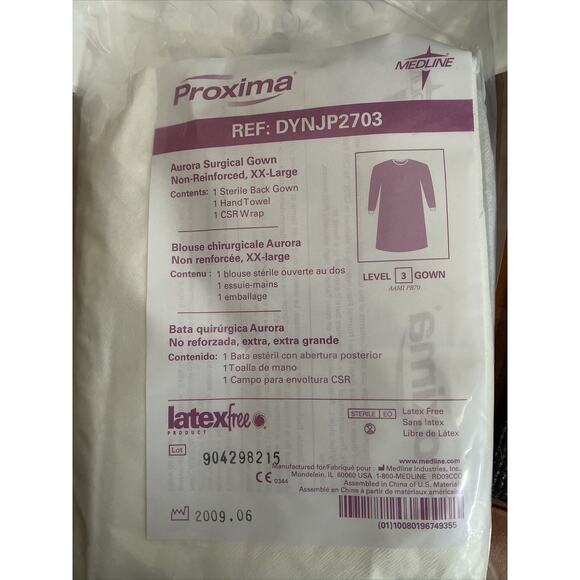 MEDLINE
Proxima®
REF: DYNJP2703
Aurora Surgical Gown
Non-Reinforced, XX-Large
Contents: 1 Sterile Back Gown
1 Hand Towel
1 CSR Wrap
Blouse chirurgicale Aurora
Non renforcée, XX-large
Contenu : 1 blouse stérile ouverte au dos
1 essuie-mains
1 emballage
LEVEL 3 GOWN
AAMI PB70
Bata quirúrgica Aurora
No reforzada, extra, extra grande
Contenido: 1 Bata estéril con abertura posterior
1 Toalla de mano
1 Campo para envoltura CSR
latexfree
PRODUCT
STERILE EO
Latex Free
Sans latex
Libre de Látex
Lot 904298215
www.medline.com
Manufactured for/Fabriqué pour : Medline Industries, Inc.
Mundelein, IL 60060 USA 1-800-MEDLINE RD09CCD
CE 0344
Assembled in China of U.S. Material
Assemblé en Chine à partir de matériaux américains
2009.06
(01)10080196749355